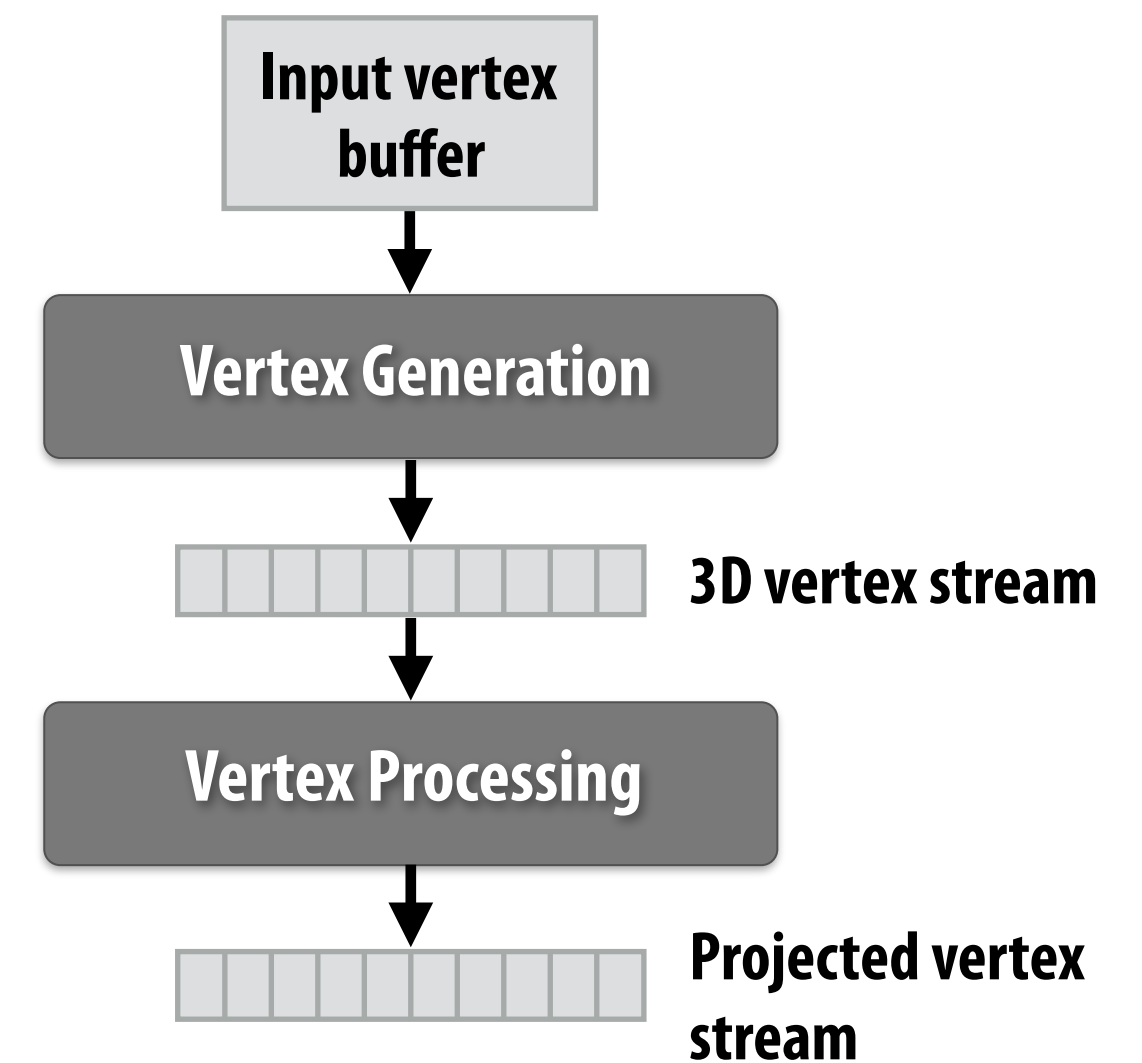 Input vertex
buffer
Vertex Generation
3D vertex stream
Vertex Processing
Projected vertex
stream